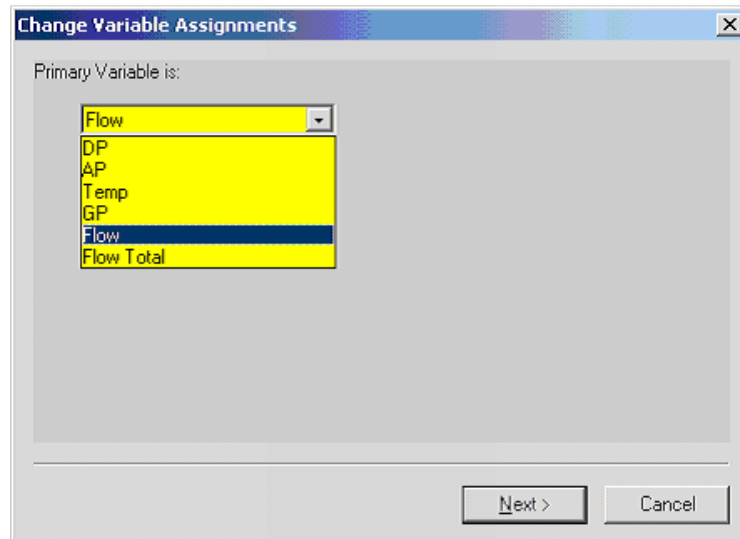 Change Variable Assignments
Primary Variable is:
Flow
DP
AP
Temp
GP
Flow
Flow Total
Next >
Cancel